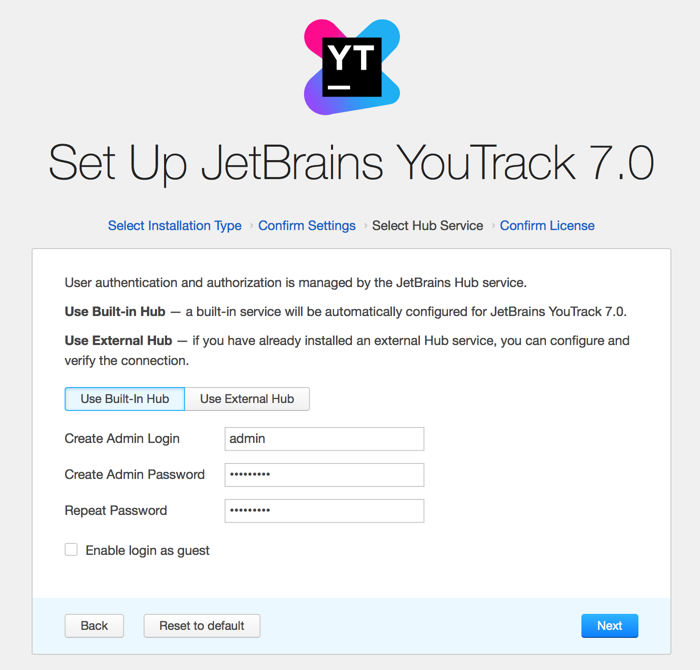 YT
Set Up JetBrains YouTrack 7.0
Select Installation Type › Confirm Settings › Select Hub Service › Confirm License
User authentication and authorization is managed by the JetBrains Hub service.
Use Built-in Hub — a built-in service will be automatically configured for JetBrains YouTrack 7.0.
Use External Hub — if you have already installed an external Hub service, you can configure and
verify the connection.
Use Built-In Hub Use External Hub
Create Admin Login admin
Create Admin Password •••••••••
Repeat Password •••••••••
Enable login as guest
Back Reset to default Next